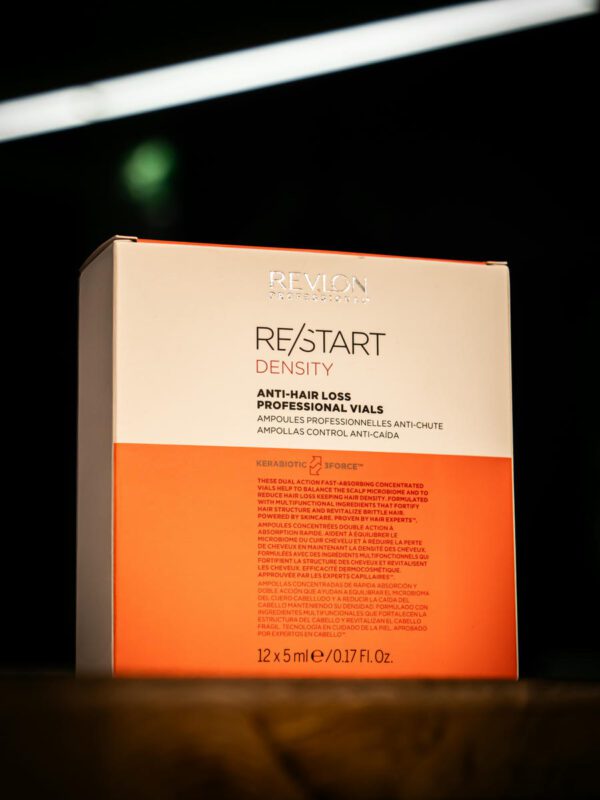 REVLON
PROFESSIONAL
RE/START
DENSITY
ANTI-HAIR LOSS
PROFESSIONAL VIALS
AMPOULES PROFESSIONNELLES ANTI-CHUTE
AMPOLLAS CONTROL ANTI-CAÍDA
KERABIOTIC 3FORCE™
THESE DUAL ACTION FAST-ABSORBING CONCENTRATED
VIALS HELP TO BALANCE THE SCALP MICROBIOME AND TO
REDUCE HAIR LOSS KEEPING HAIR DENSITY. FORMULATED
WITH MULTIFUNCTIONAL INGREDIENTS THAT FORTIFY
HAIR STRUCTURE AND REVITALIZE BRITTLE HAIR.
POWERED BY SKINCARE. PROVEN BY HAIR EXPERTS™.
AMPOULES CONCENTRÉES DOUBLE ACTION À
ABSORPTION RAPIDE, AIDENT À ÉQUILIBRER LE
MICROBIOME DU CUIR CHEVELU ET À RÉDUIRE LA PERTE
DE CHEVEUX EN MAINTENANT LA DENSITÉ DES CHEVEUX.
FORMULÉES AVEC DES INGRÉDIENTS MULTIFONCTIONNELS QUI
FORTIFIENT LA STRUCTURE DES CHEVEUX ET REVITALISENT
LES CHEVEUX. EFFICACITÉ DERMOCOSMÉTIQUE.
APPROUVÉE PAR LES EXPERTS CAPILLAIRES™.
AMPOLLAS CONCENTRADAS DE RÁPIDA ABSORCIÓN Y
DOBLE ACCIÓN QUE AYUDAN A EQUILIBRAR EL MICROBIOMA
DEL CUERO CABELLUDO Y A REDUCIR LA CAÍDA DEL
CABELLO MANTENIENDO SU DENSIDAD. FORMULADO CON
INGREDIENTES MULTIFUNCIONALES QUE FORTALECEN LA
ESTRUCTURA DEL CABELLO Y REVITALIZAN EL CABELLO
FRÁGIL. TECNOLOGÍA EN CUIDADO DE LA PIEL. APROBADO
POR EXPERTOS EN CABELLO™
12 x 5 ml ℮ / 0.17 Fl. Oz.